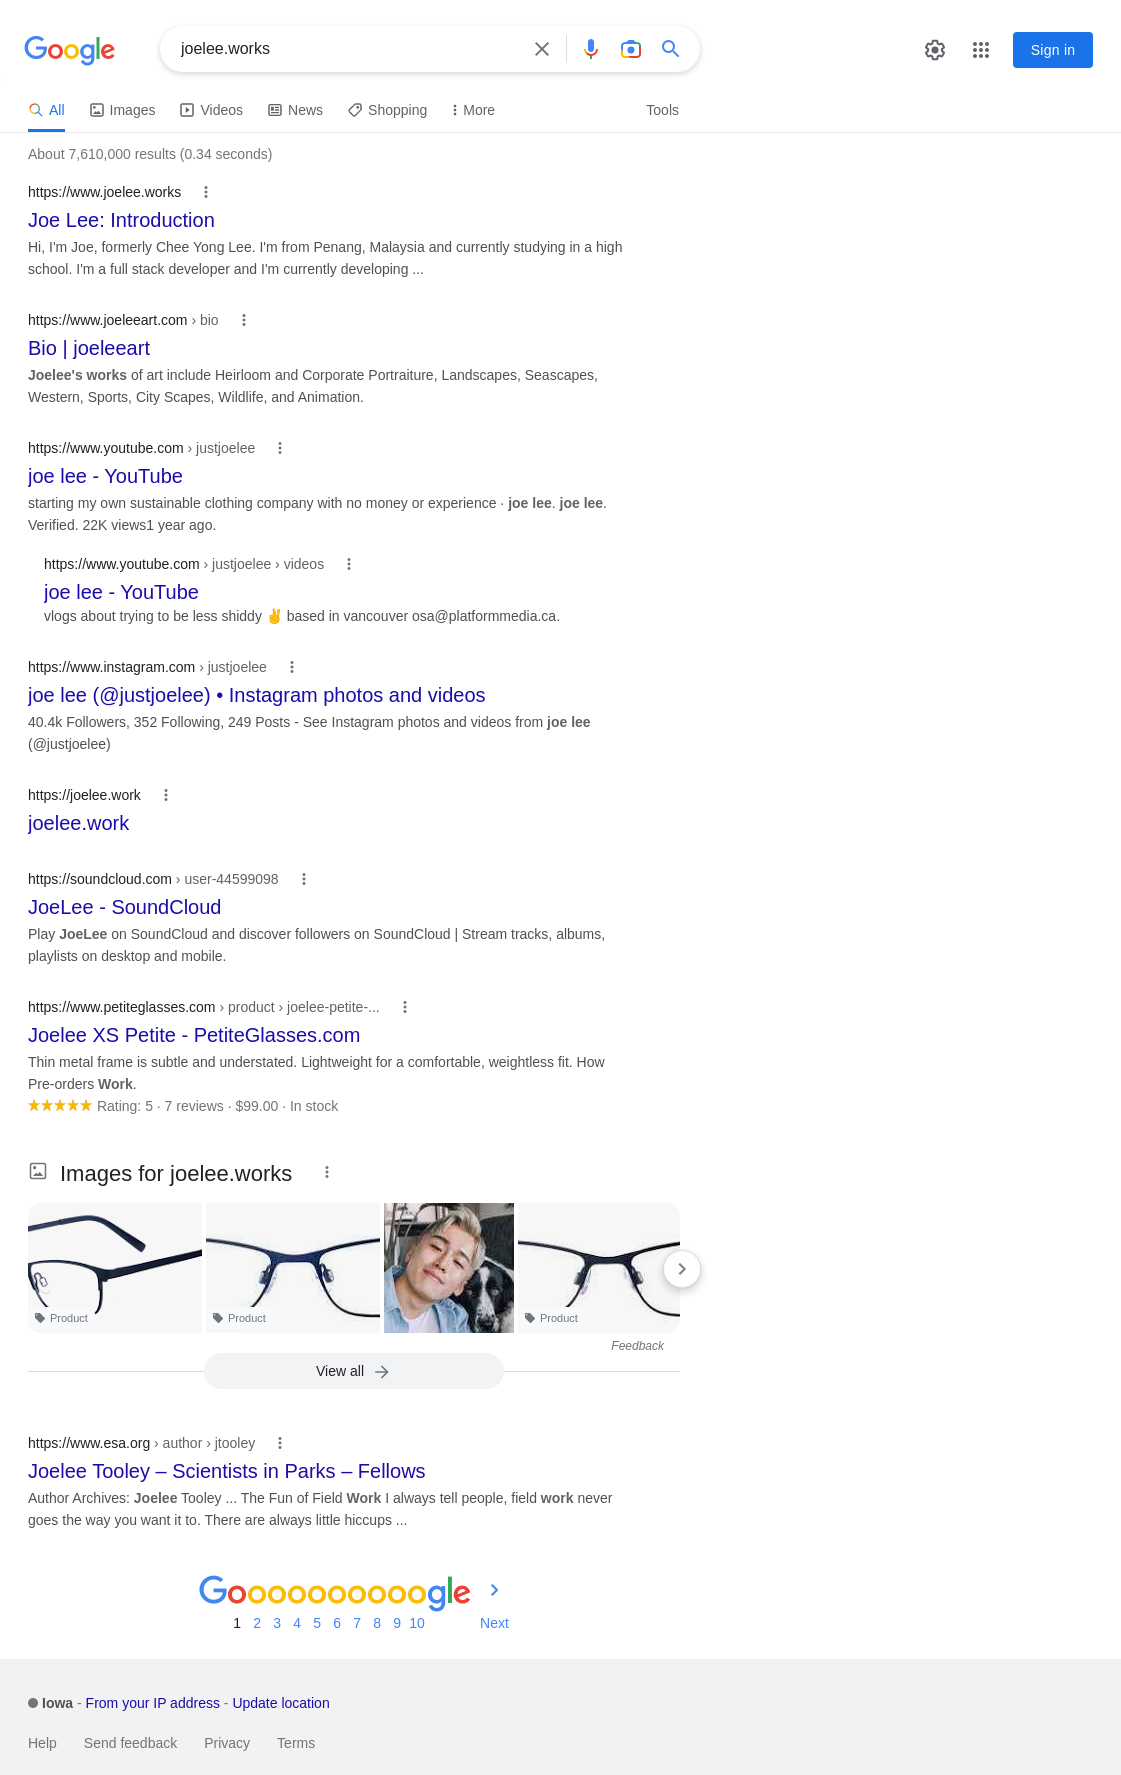 Google
joelee.works
Sign in
All
Images
Videos
News
Shopping
More
Tools
About 7,610,000 results (0.34 seconds)
https://www.joelee.works
Joe Lee: Introduction
Hi, I'm Joe, formerly Chee Yong Lee. I'm from Penang, Malaysia and currently studying in a high
school. I'm a full stack developer and I'm currently developing ...
https://www.joeleeart.com › bio
Bio | joeleeart
Joelee's works of art include Heirloom and Corporate Portraiture, Landscapes, Seascapes,
Western, Sports, City Scapes, Wildlife, and Animation.
https://www.youtube.com › justjoelee
joe lee - YouTube
starting my own sustainable clothing company with no money or experience · joe lee. joe lee.
Verified. 22K views1 year ago.
https://www.youtube.com › justjoelee › videos
joe lee - YouTube
vlogs about trying to be less shiddy ✌️ based in vancouver osa@platformmedia.ca.
https://www.instagram.com › justjoelee
joe lee (@justjoelee) • Instagram photos and videos
40.4k Followers, 352 Following, 249 Posts - See Instagram photos and videos from joe lee
(@justjoelee)
https://joelee.work
joelee.work
https://soundcloud.com › user-44599098
JoeLee - SoundCloud
Play JoeLee on SoundCloud and discover followers on SoundCloud | Stream tracks, albums,
playlists on desktop and mobile.
https://www.petiteglasses.com › product › joelee-petite-...
Joelee XS Petite - PetiteGlasses.com
Thin metal frame is subtle and understated. Lightweight for a comfortable, weightless fit. How
Pre-orders Work.
Rating: 5 · 7 reviews · $99.00 · In stock
Images for joelee.works
Product
Product
Product
Feedback
View all
https://www.esa.org › author › jtooley
Joelee Tooley – Scientists in Parks – Fellows
Author Archives: Joelee Tooley ... The Fun of Field Work I always tell people, field work never
goes the way you want it to. There are always little hiccups ...
Goooooooooogle
1 2 3 4 5 6 7 8 9 10 Next
Iowa - From your IP address - Update location
Help Send feedback Privacy Terms